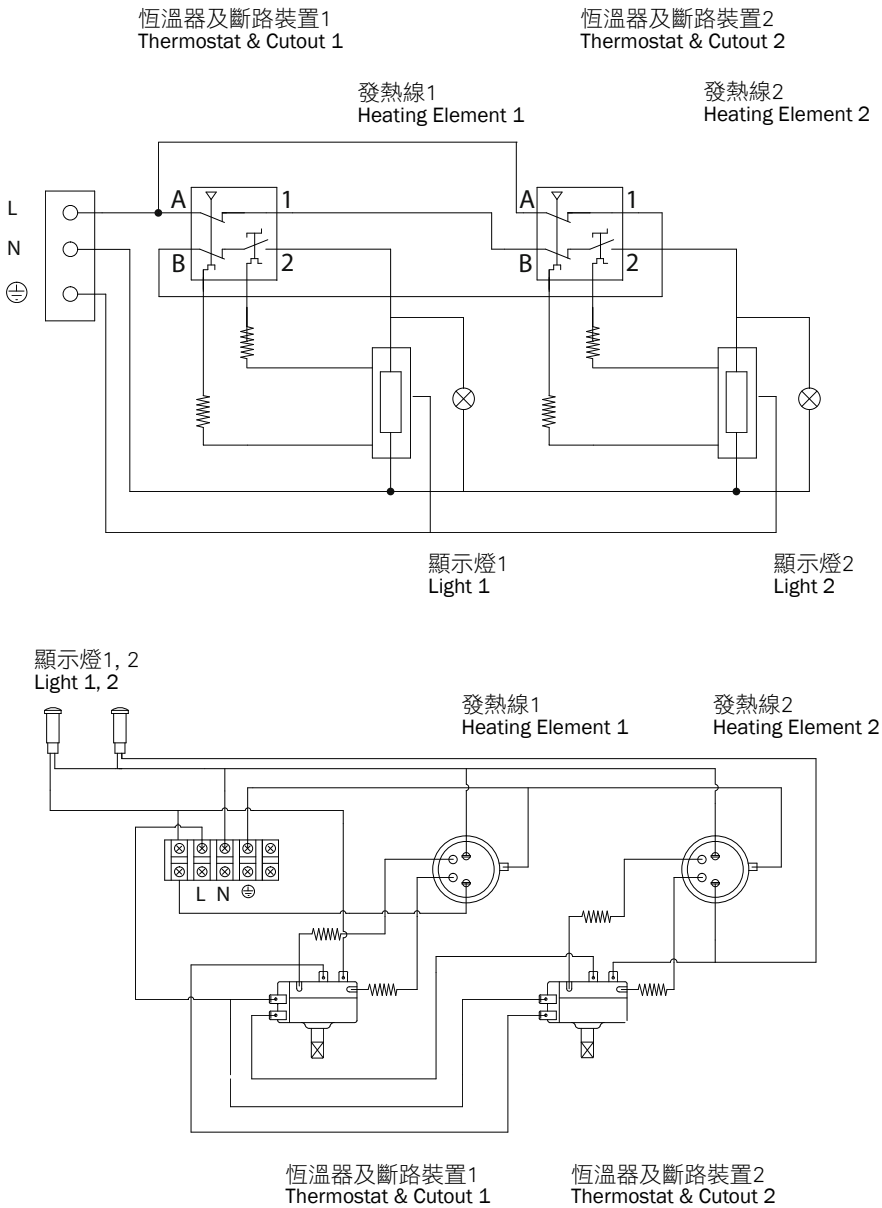 恆溫器及斷路裝置1
Thermostat & Cutout 1
恆溫器及斷路裝置2
Thermostat & Cutout 2
發熱線1
Heating Element 1
發熱線2
Heating Element 2
A 1
A 1
L
N
B 2
B 2
顯示燈1
Light 1
顯示燈2
Light 2
顯示燈1, 2
Light 1, 2
發熱線1
Heating Element 1
發熱線2
Heating Element 2
L N
恆溫器及斷路裝置1
Thermostat & Cutout 1
恆溫器及斷路裝置2
Thermostat & Cutout 2